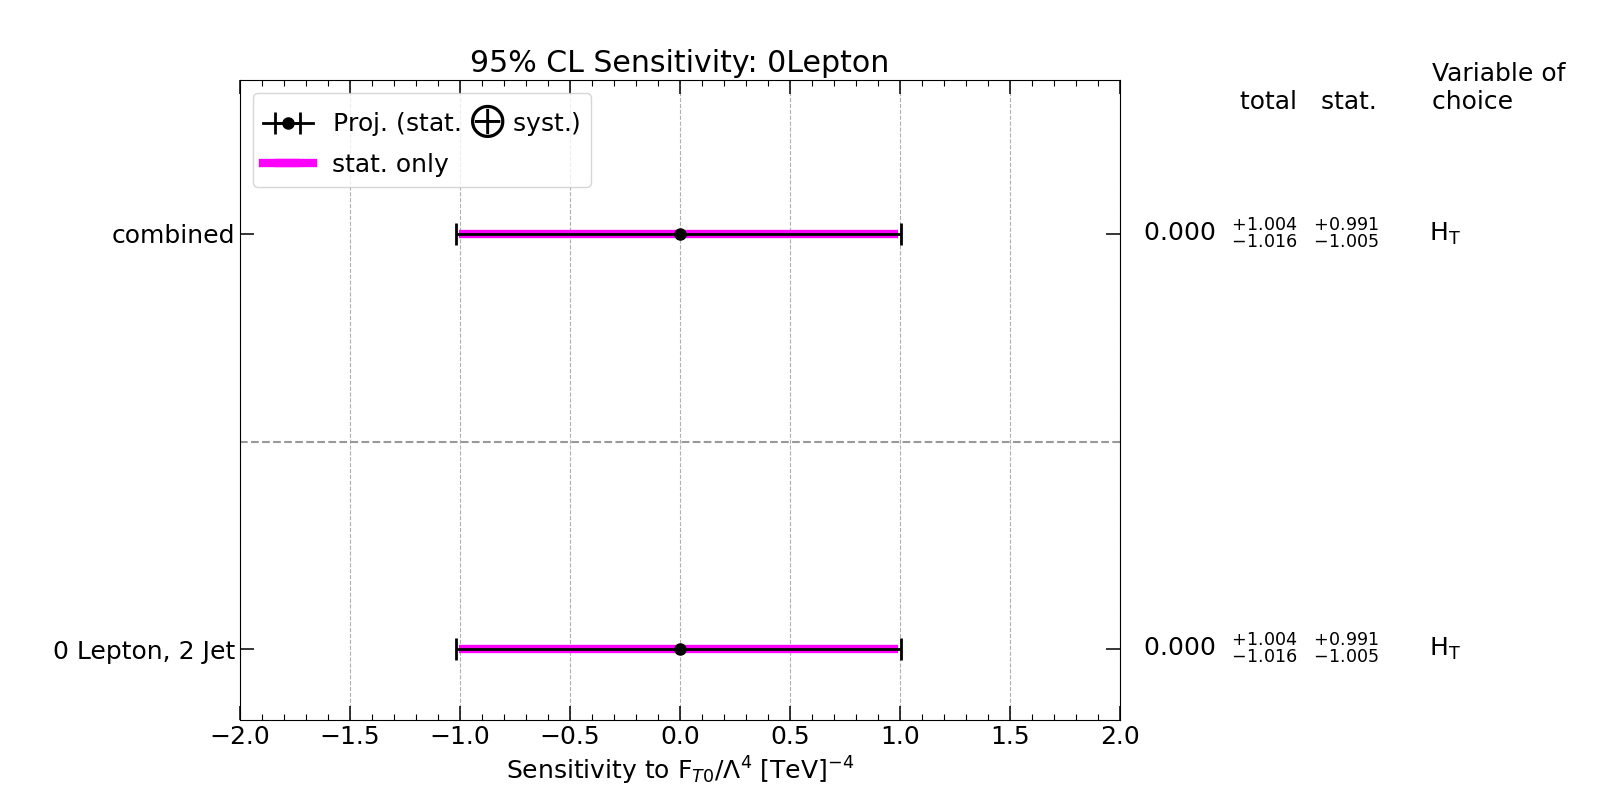 95% CL Sensitivity: 0Lepton
Variable of
total stat. choice
Proj. (stat. ⊕ syst.)
stat. only
combined 0.000 +1.004 −1.016 +0.991 −1.005 H_T
0 Lepton, 2 Jet 0.000 +1.004 −1.016 +0.991 −1.005 H_T
−2.0 −1.5 −1.0 −0.5 0.0 0.5 1.0 1.5 2.0
Sensitivity to F_{T0}/Λ^4 [TeV]^{−4}